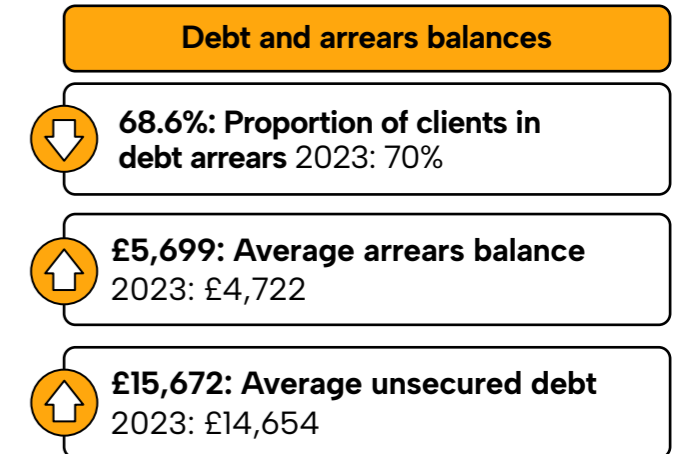 Debt and arrears balances
68.6%: Proportion of clients in
debt arrears 2023: 70%
£5,699: Average arrears balance
2023: £4,722
£15,672: Average unsecured debt
2023: £14,654